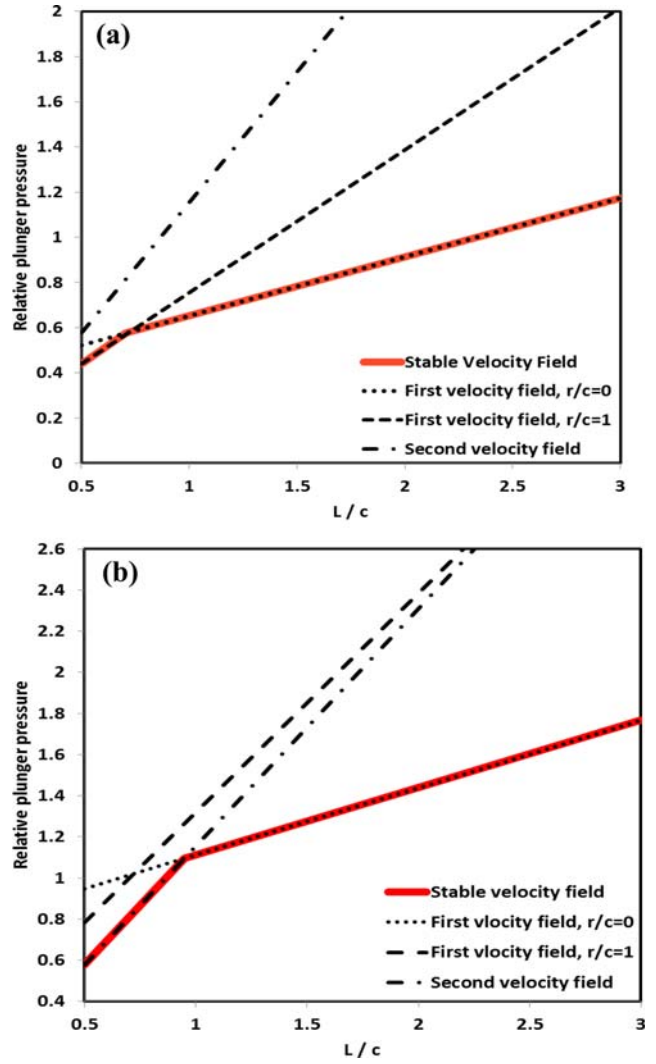 (a)
2
1.8
1.6
1.4
1.2
1
0.8
0.6
0.4
0.2
0
Relative plunger pressure
Stable Velocity Field
First velocity field, r/c=0
First velocity field, r/c=1
Second velocity field
0.5 1 1.5 2 2.5 3
L / c
(b)
2.6
2.4
2.2
2
1.8
1.6
1.4
1.2
1
0.8
0.6
0.4
Relative plunger pressure
Stable velocity field
First vlocity field, r/c=0
First vlocity field, r/c=1
Second velocity field
0.5 1 1.5 2 2.5 3
L / c